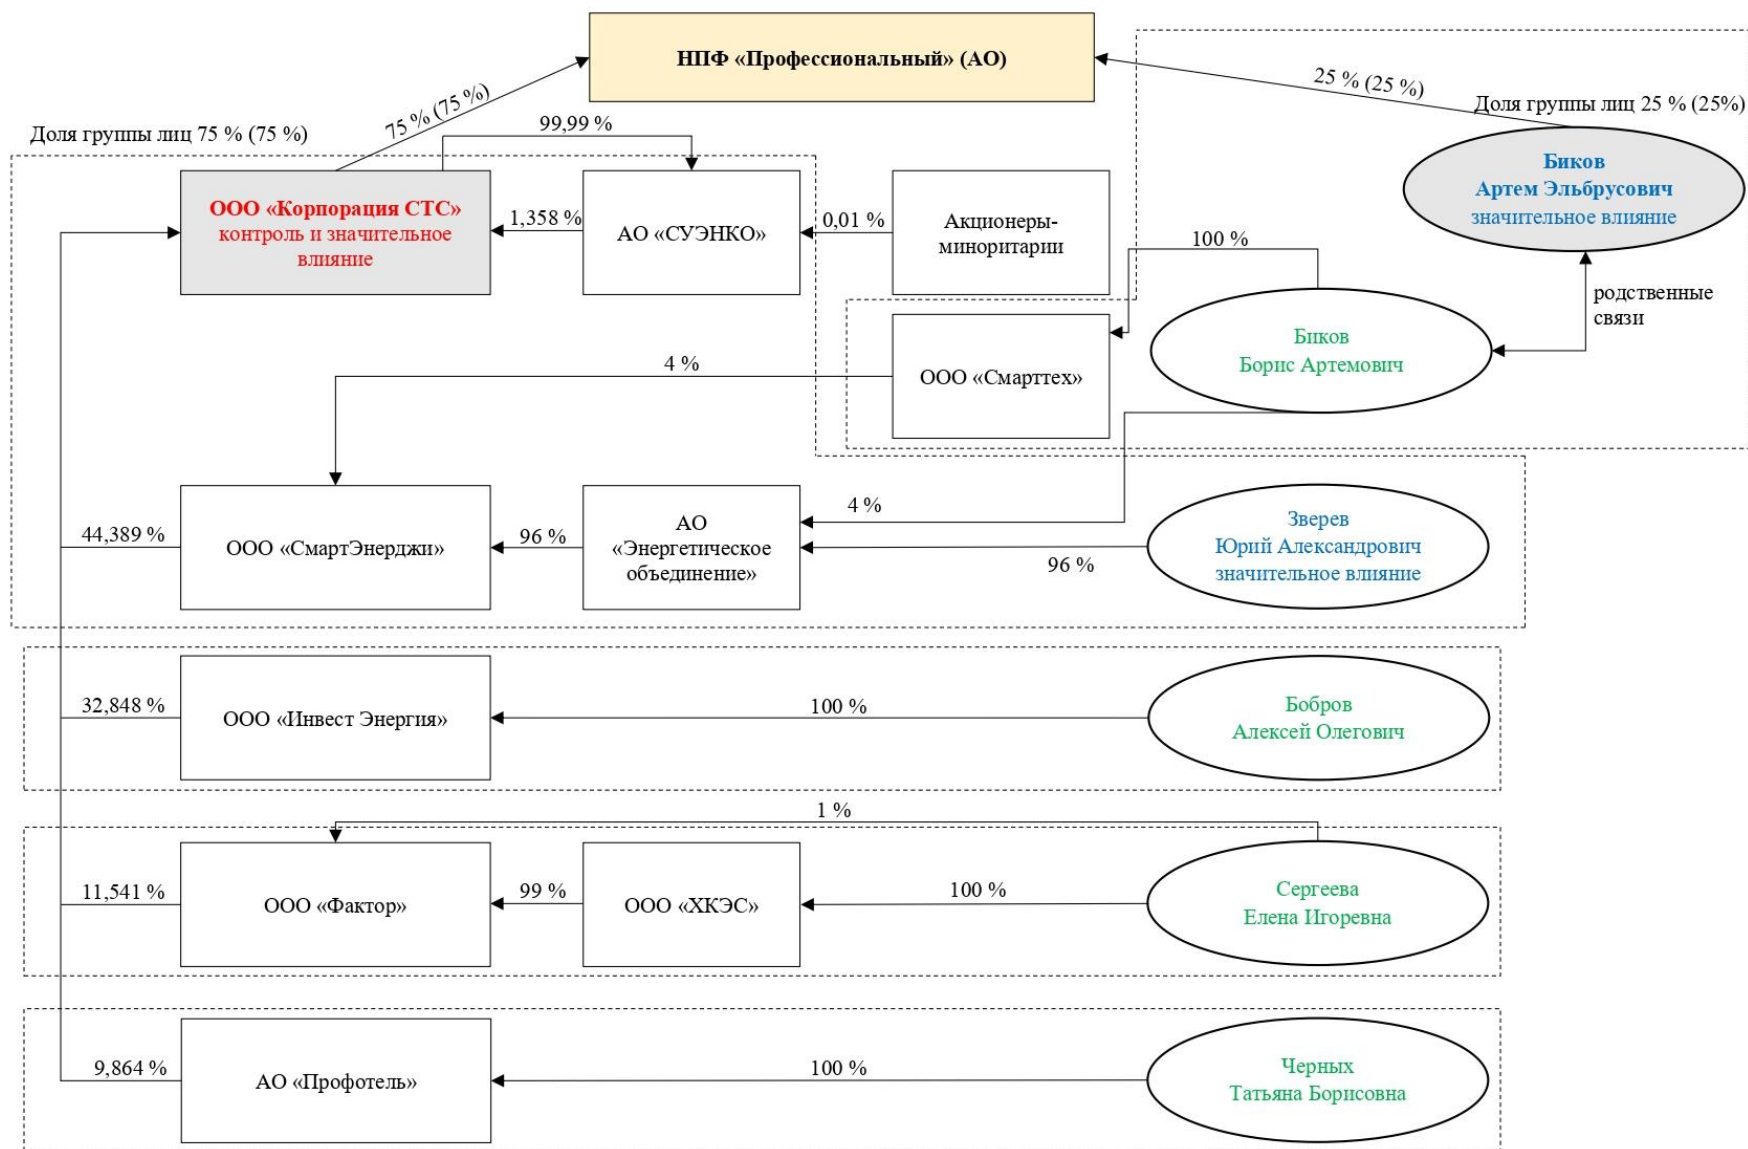 НПФ «Профессиональный» (АО)
75 % (75 %)
25 % (25 %)
Доля группы лиц 75 % (75 %)
99,99 %
Доля группы лиц 25 % (25%)
ООО «Корпорация СТС»
контроль и значительное
влияние
1,358 %
АО «СУЭНКО»
0,01 %
Акционеры-
миноритарии
Биков
Артем Эльбрусович
значительное влияние
100 %
родственные
связи
Биков
Борис Артемович
ООО «Смарттех»
4 %
44,389 %
ООО «СмартЭнерджи»
96 %
АО
«Энергетическое
объединение»
4 %
96 %
Зверев
Юрий Александрович
значительное влияние
32,848 %
ООО «Инвест Энергия»
100 %
Бобров
Алексей Олегович
1 %
11,541 %
ООО «Фактор»
99 %
ООО «ХКЭС»
100 %
Сергеева
Елена Игоревна
9,864 %
АО «Профотель»
100 %
Черных
Татьяна Борисовна